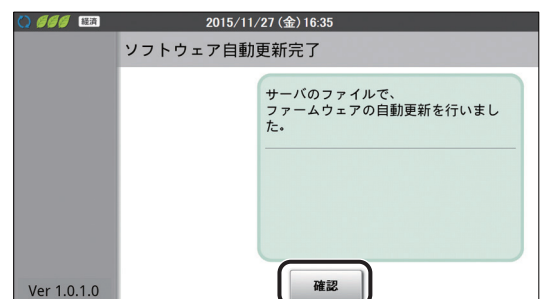 経済 2015/11/27 (金) 16:35
ソフトウェア自動更新完了
サーバのファイルで、
ファームウェアの自動更新を行いまし
た。
確認
Ver 1.0.1.0